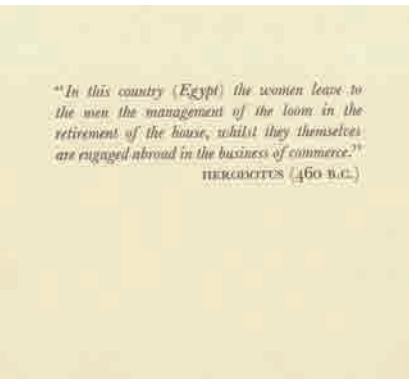 “In this country (Egypt) the women leave to
the men the management of the loom in the
retirement of the house, whilst they themselves
are engaged abroad in the business of commerce.”
HERODOTUS (460 B.C.)